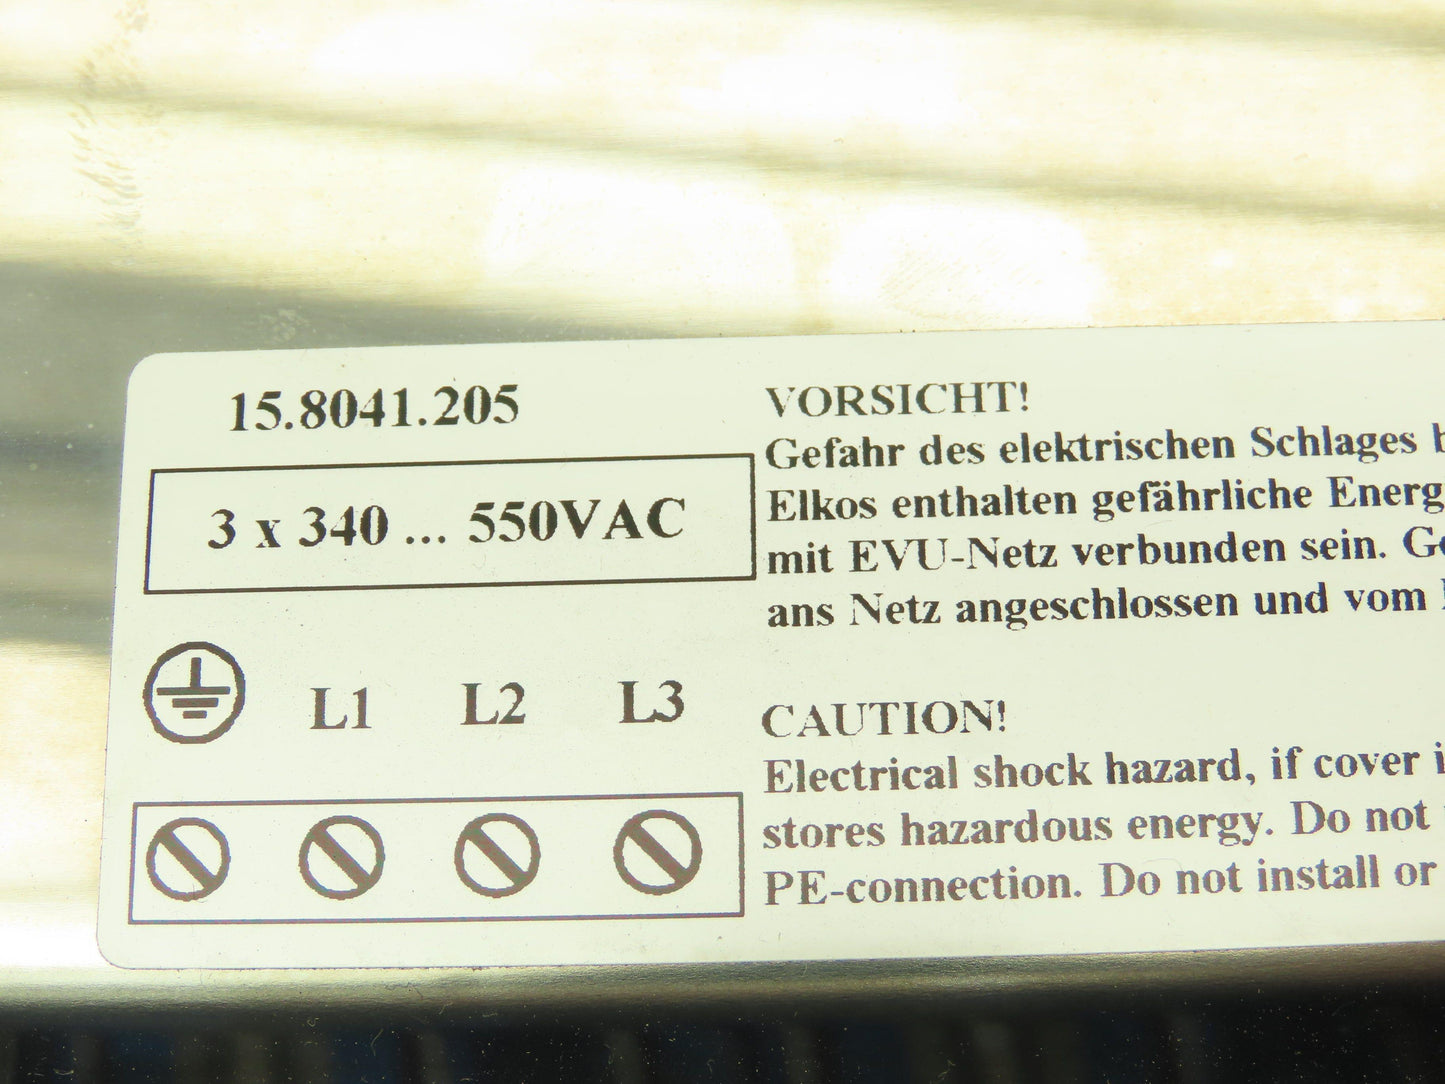 15.8041.205
3 x 340 ... 550VAC
L1 L2 L3
VORSICHT!
Gefahr des elektrischen Schlages
Elkos enthalten gefährliche
mit EVU-Netz verbunden sein.
ans Netz angeschlossen und vom
CAUTION!
Electrical shock hazard, if cover
stores hazardous energy. Do not
PE-connection. Do not install or